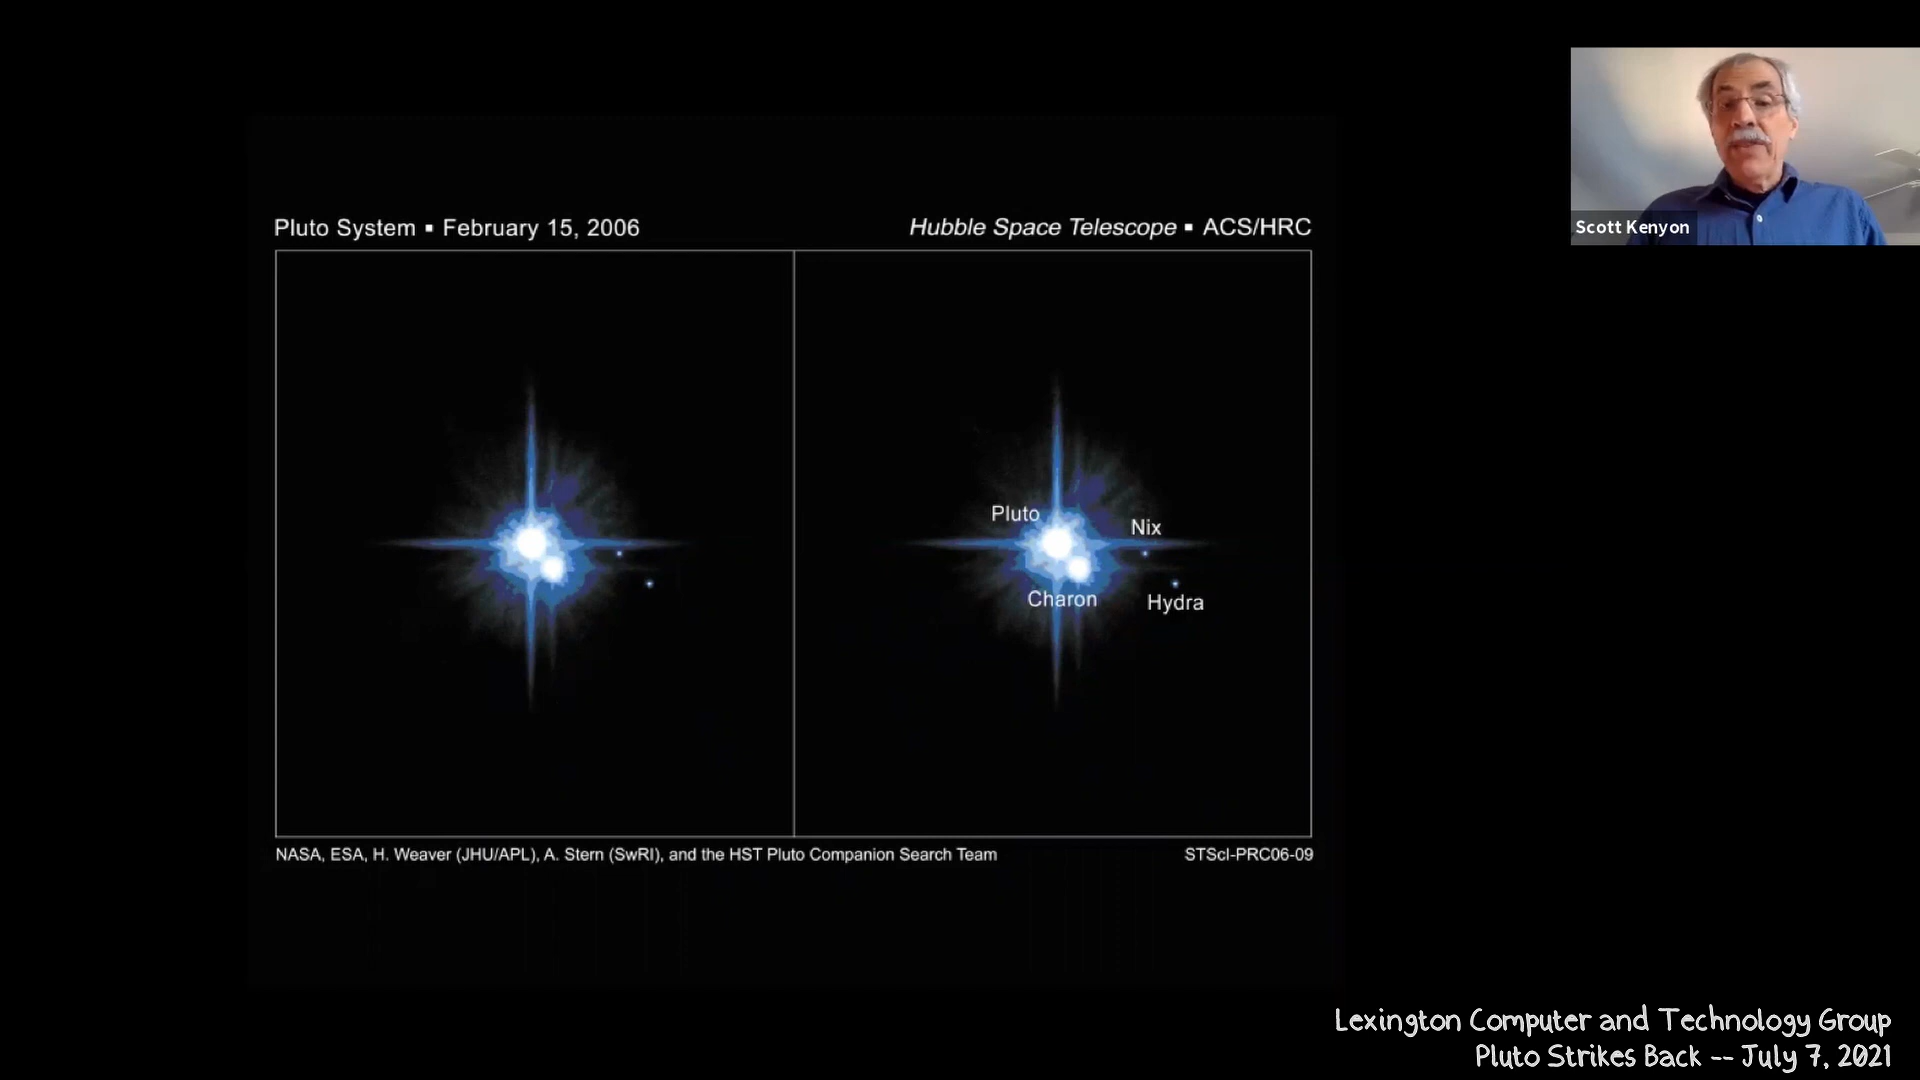 Pluto System ▪ February 15, 2006
Hubble Space Telescope ▪ ACS/HRC
Scott Kenyon
Pluto
Nix
Charon
Hydra
NASA, ESA, H. Weaver (JHU/APL), A. Stern (SwRI), and the HST Pluto Companion Search Team
STScI-PRC06-09
Lexington Computer and Technology Group
Pluto Strikes Back -- July 7, 2021